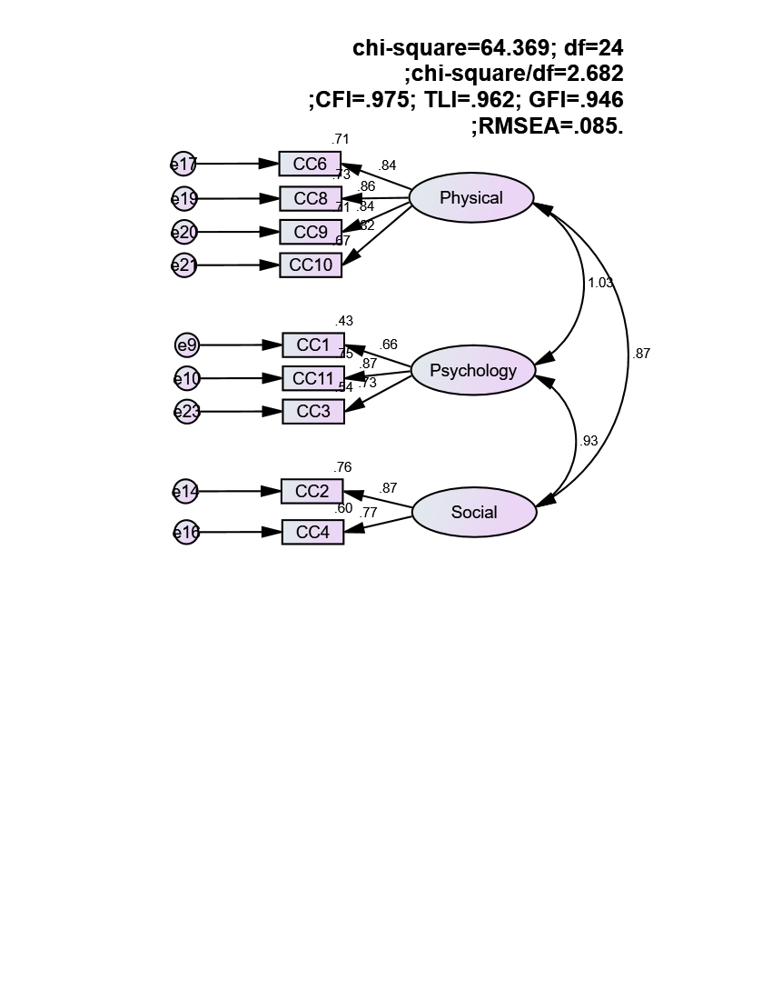 chi-square=64.369; df=24
;chi-square/df=2.682
;CFI=.975; TLI=.962; GFI=.946
;RMSEA=.085.
.71
e17 CC6 .84
.73
e19 CC8 .86 Physical
.71 .84
e20 CC9 .82
.67
e21 CC10
1.03
.43
e9 CC1 .66
.75
.87
e10 CC11 Psychology
.54 .73
e23 CC3
.87
.93
.76
e14 CC2 .87
.60 .77
e16 CC4 Social